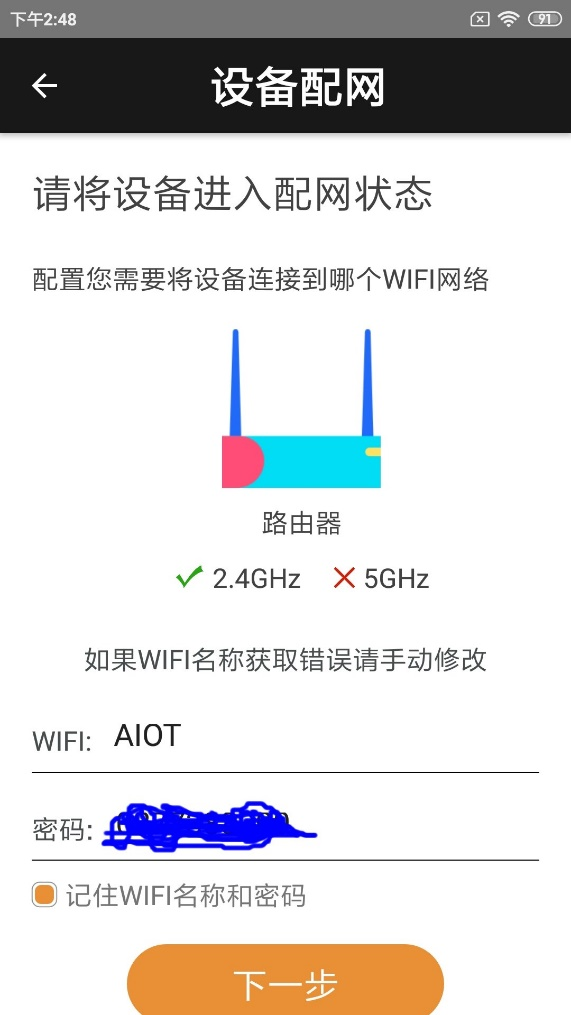 下午2:48
91
设备配网
请将设备进入配网状态
配置您需要将设备连接到哪个WIFI网络
路由器
2.4GHz 5GHz
如果WIFI名称获取错误请手动修改
WIFI: AIOT
密码:
记住WIFI名称和密码
下一步